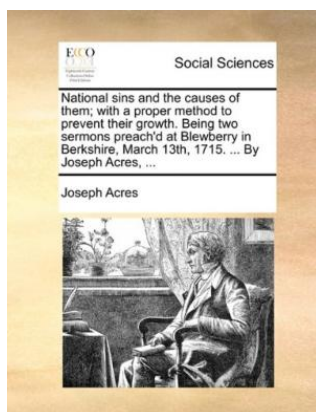 ECCO
Social Sciences
National sins and the causes of
them; with a proper method to
prevent their growth. Being two
sermons preach'd at Blewberry in
Berkshire, March 13th, 1715. ... By
Joseph Acres, ...
Joseph Acres